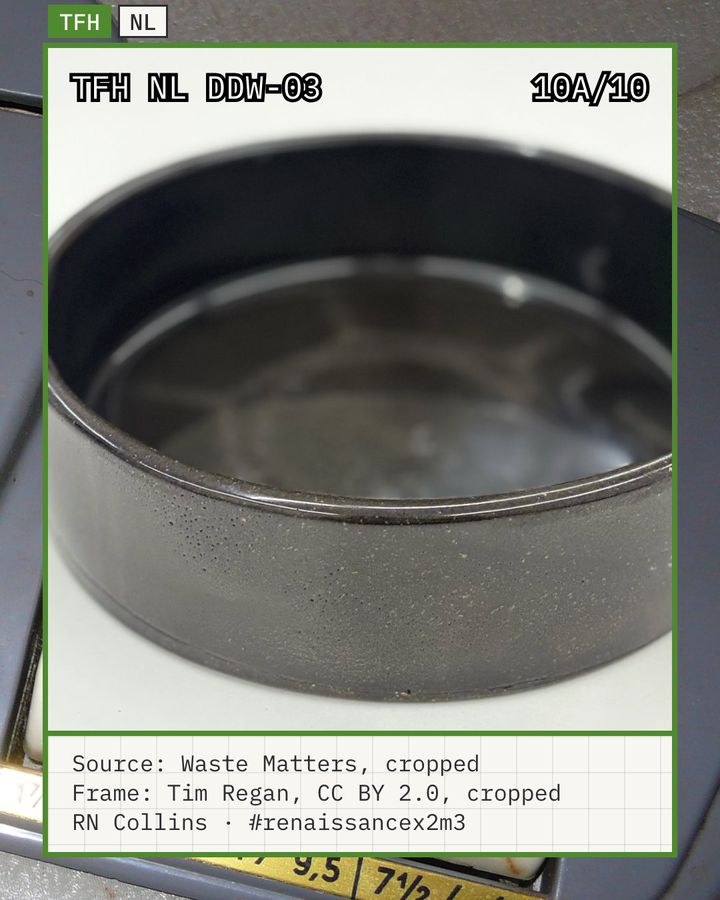 TFH NL
TFH NL DDW-03 10A/10
Source: Waste Matters, cropped
Frame: Tim Regan, CC BY 2.0, cropped
RN Collins · #renaissancex2m3
9,5 7½/